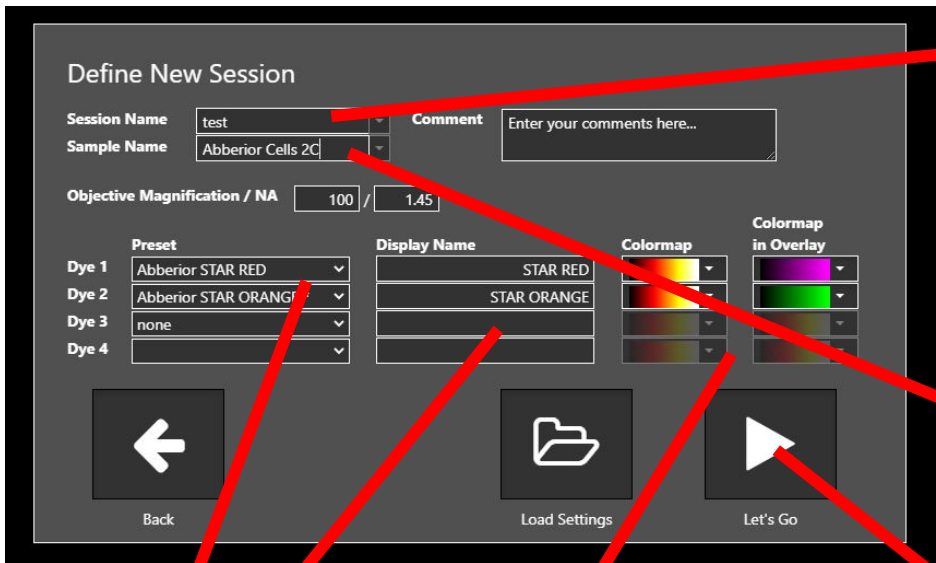 Define New Session
Session Name test Comment Enter your comments here...
Sample Name Abberior Cells 2C
Objective Magnification / NA 100 / 1.45
Colormap
Preset Display Name Colormap in Overlay
Dye 1 Abberior STAR RED STAR RED
Dye 2 Abberior STAR ORANGE STAR ORANGE
Dye 3 none
Dye 4
Back Load Settings Let's Go